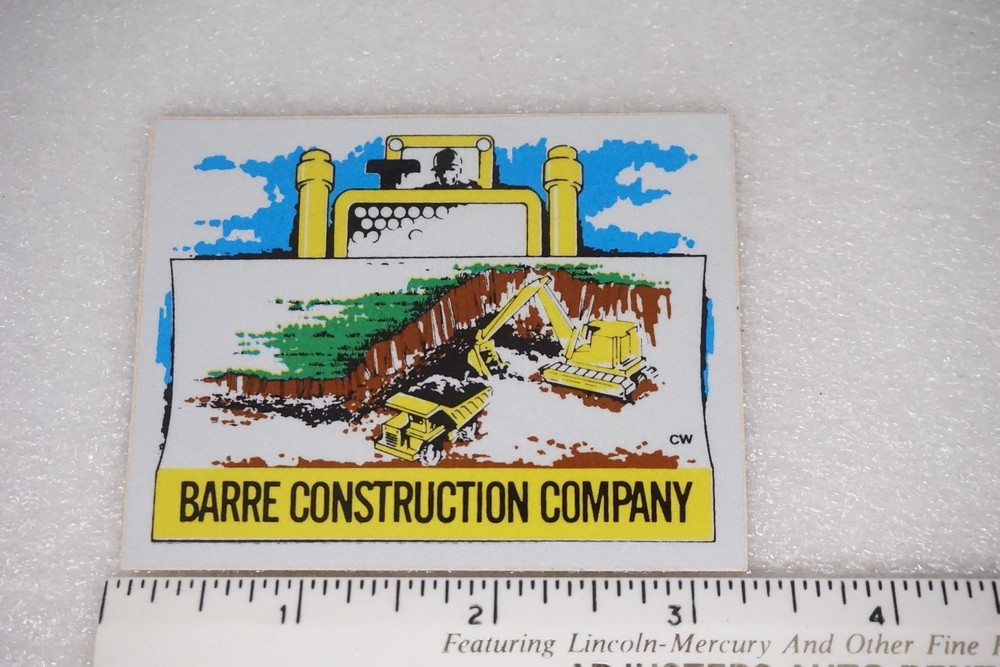 CW
BARRE CONSTRUCTION COMPANY
1 2 3 4
Featuring Lincoln-Mercury And Other Fine